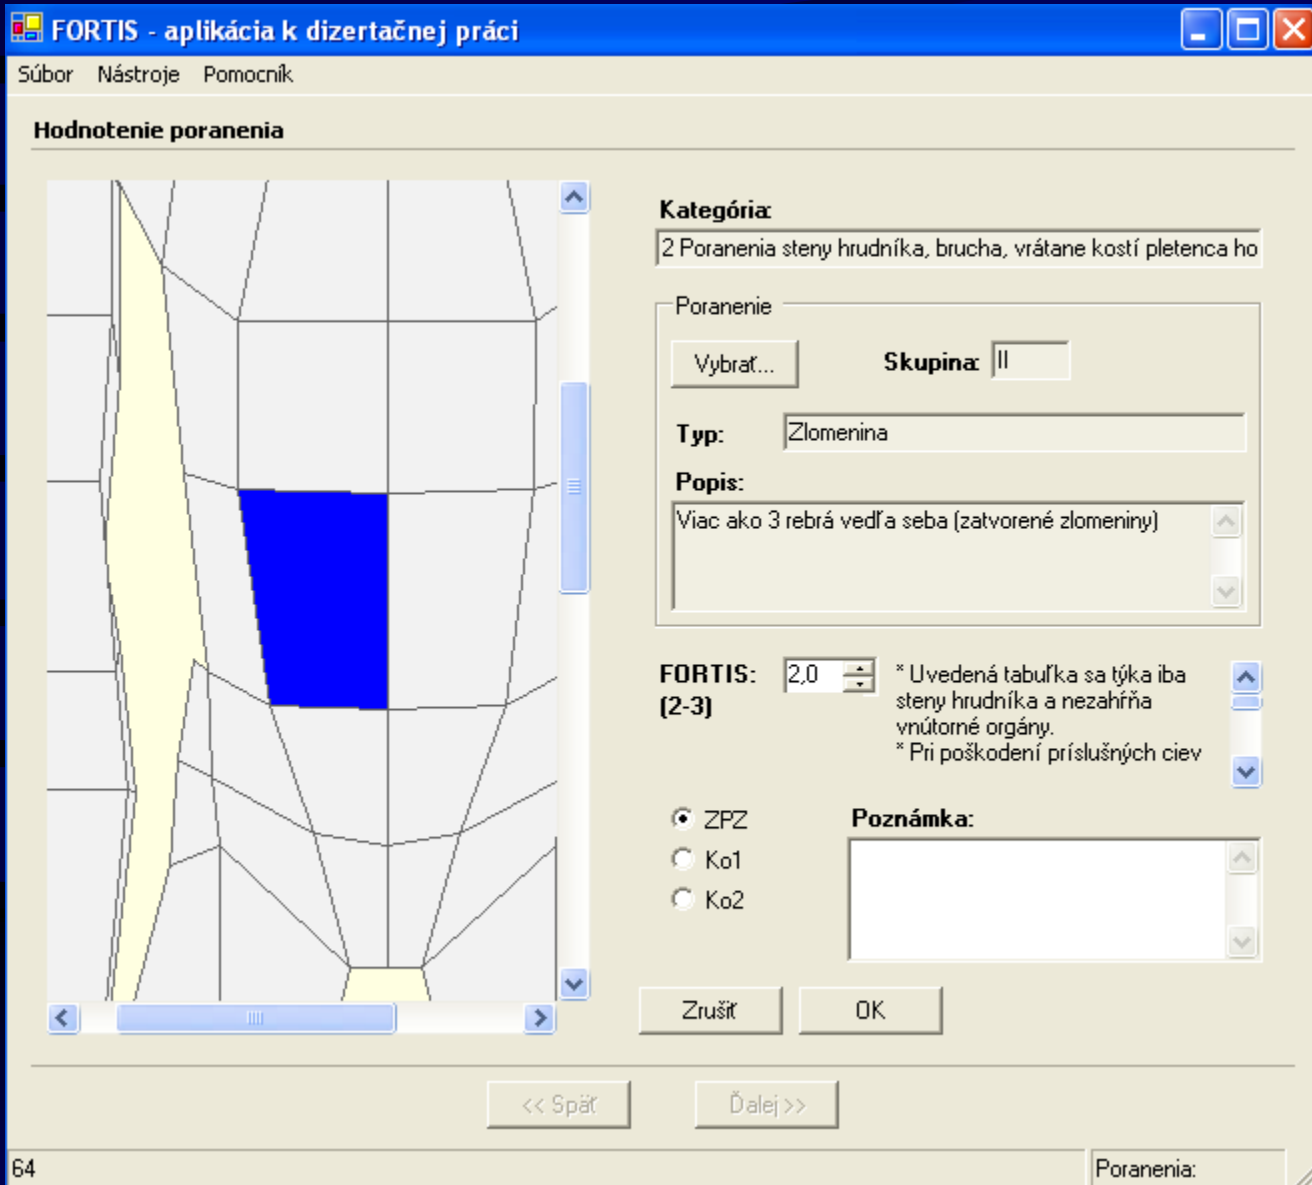 FORTIS - aplikácia k dizertačnej práci
Súbor Nástroje Pomocník
Hodnotenie poranenia
Kategória:
2 Poranenia steny hrudníka, brucha, vrátane kostí pletenca ho
Poranenie
Vybrať... Skupina: II
Typ: Zlomenina
Popis:
Viac ako 3 rebrá vedľa seba (zatvorené zlomeniny)
FORTIS: 2,0
(2-3)
* Uvedená tabuľka sa týka iba
steny hrudníka a nezahŕňa
vnútorné orgány.
* Pri poškodení príslušných ciev
ZPZ
Ko1
Ko2
Poznámka:
Zrušiť OK
<< Späť Ďalej >>
64 Poranenia: